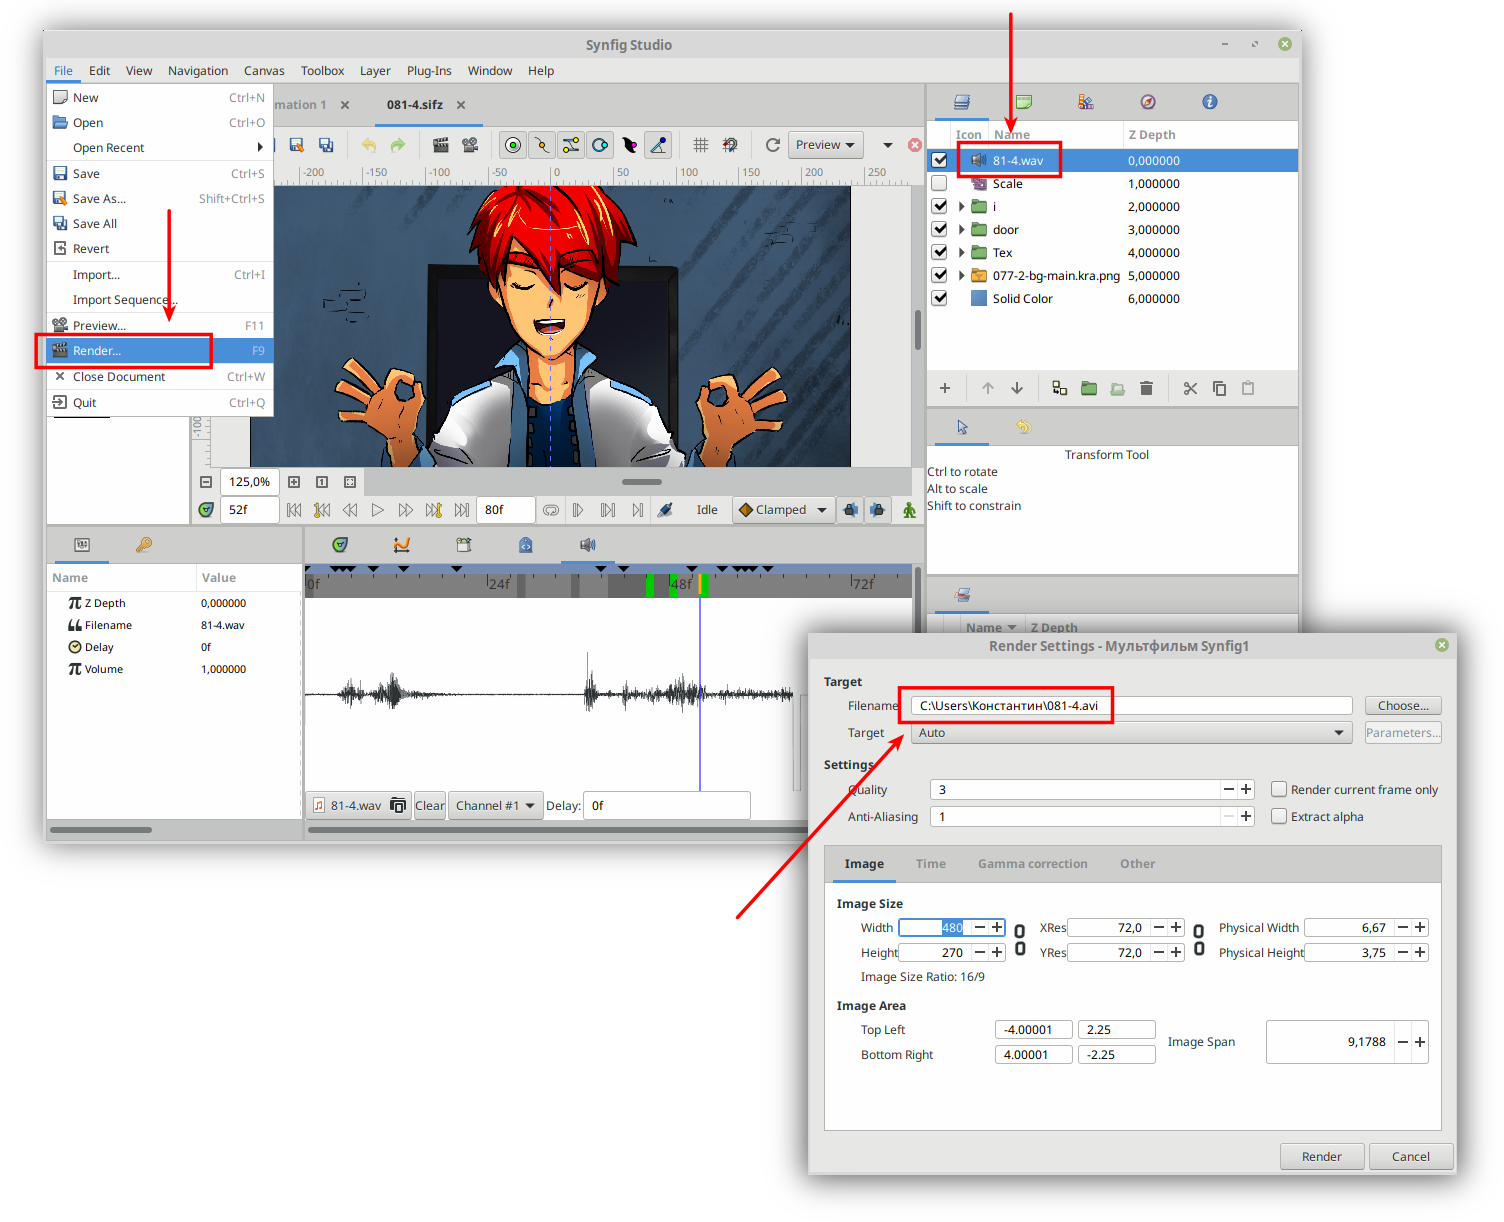 Synfig Studio
File Edit View Navigation Canvas Toolbox Layer Plug-Ins Window Help
New Ctrl+N
Open Ctrl+O
Open Recent
Save Ctrl+S
Save As... Shift+Ctrl+S
Save All
Revert
Import... Ctrl+I
Import Sequence...
Preview... F11
Render... F9
Close Document Ctrl+W
Quit Ctrl+Q
mation 1 081-4.sifz
Preview
-200 -150 -100 -50 0 50 100 150 200 250
-100
125,0%
52f 80f Idle Clamped
Icon Name Z Depth
81-4.wav 0,000000
Scale 1,000000
i 2,000000
door 3,000000
Tex 4,000000
077-2-bg-main.kra.png 5,000000
Solid Color 6,000000
Transform Tool
Ctrl to rotate
Alt to scale
Shift to constrain
Name Z Depth
Name Value
Z Depth 0,000000
Filename 81-4.wav
Delay 0f
Volume 1,000000
0f 24f 48f 72f
81-4.wav Clear Channel #1 Delay: 0f
Render Settings - Мультфильм Synfig1
Target
Filename C:\Users\Константин\081-4.avi Choose...
Target Auto Parameters...
Settings
Quality 3 Render current frame only
Anti-Aliasing 1 Extract alpha
Image Time Gamma correction Other
Image Size
Width 480 XRes 72,0 Physical Width 6,67
Height 270 YRes 72,0 Physical Height 3,75
Image Size Ratio: 16/9
Image Area
Top Left -4.00001 2.25
Image Span 9,1788
Bottom Right 4.00001 -2.25
Render Cancel